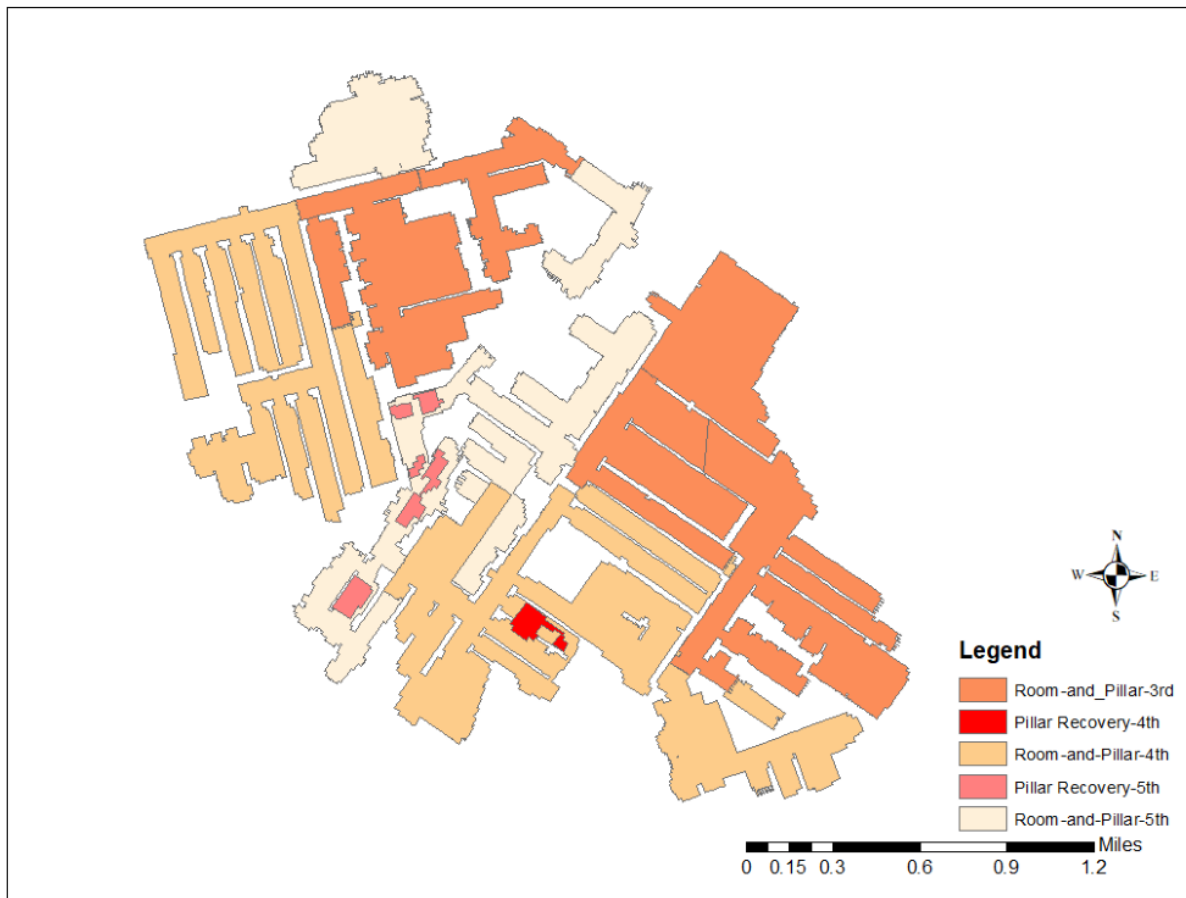 N
W E
S
Legend
Room-and_Pillar-3rd
Pillar Recovery-4th
Room-and-Pillar-4th
Pillar Recovery-5th
Room-and-Pillar-5th
Miles
0 0.15 0.3 0.6 0.9 1.2